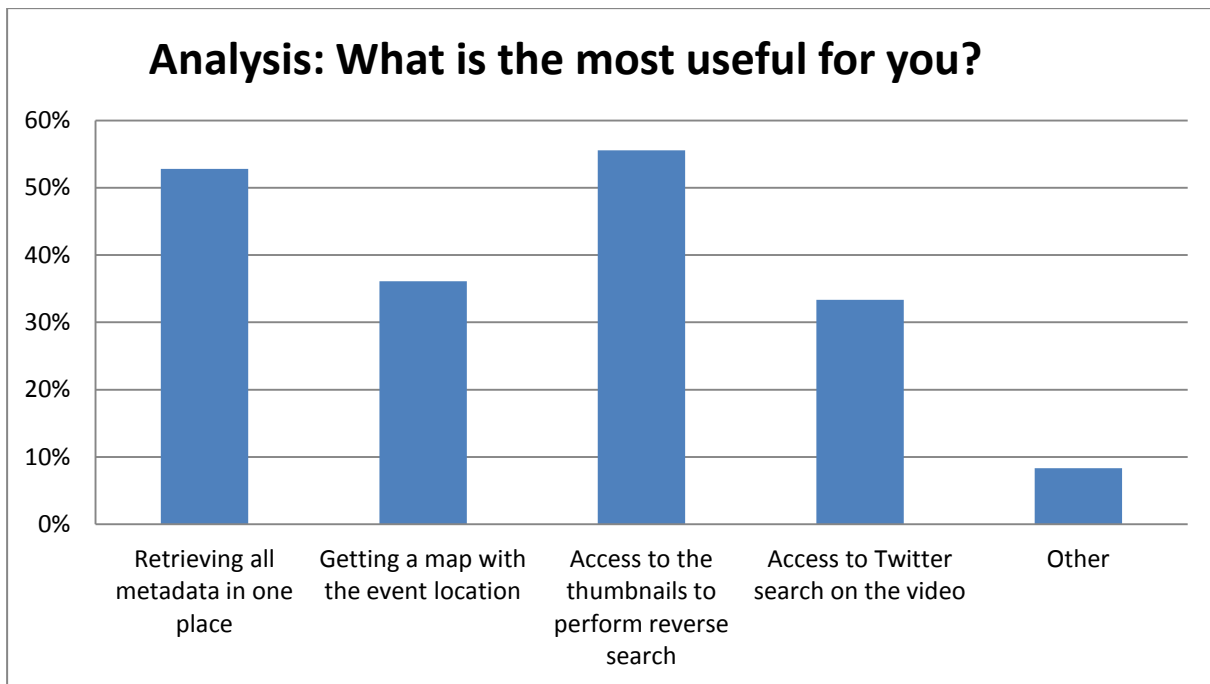 Analysis: What is the most useful for you?
60%
50%
40%
30%
20%
10%
0%
Retrieving all
metadata in one
place
Getting a map with
the event location
Access to the
thumbnails to
perform reverse
search
Access to Twitter
search on the video
Other